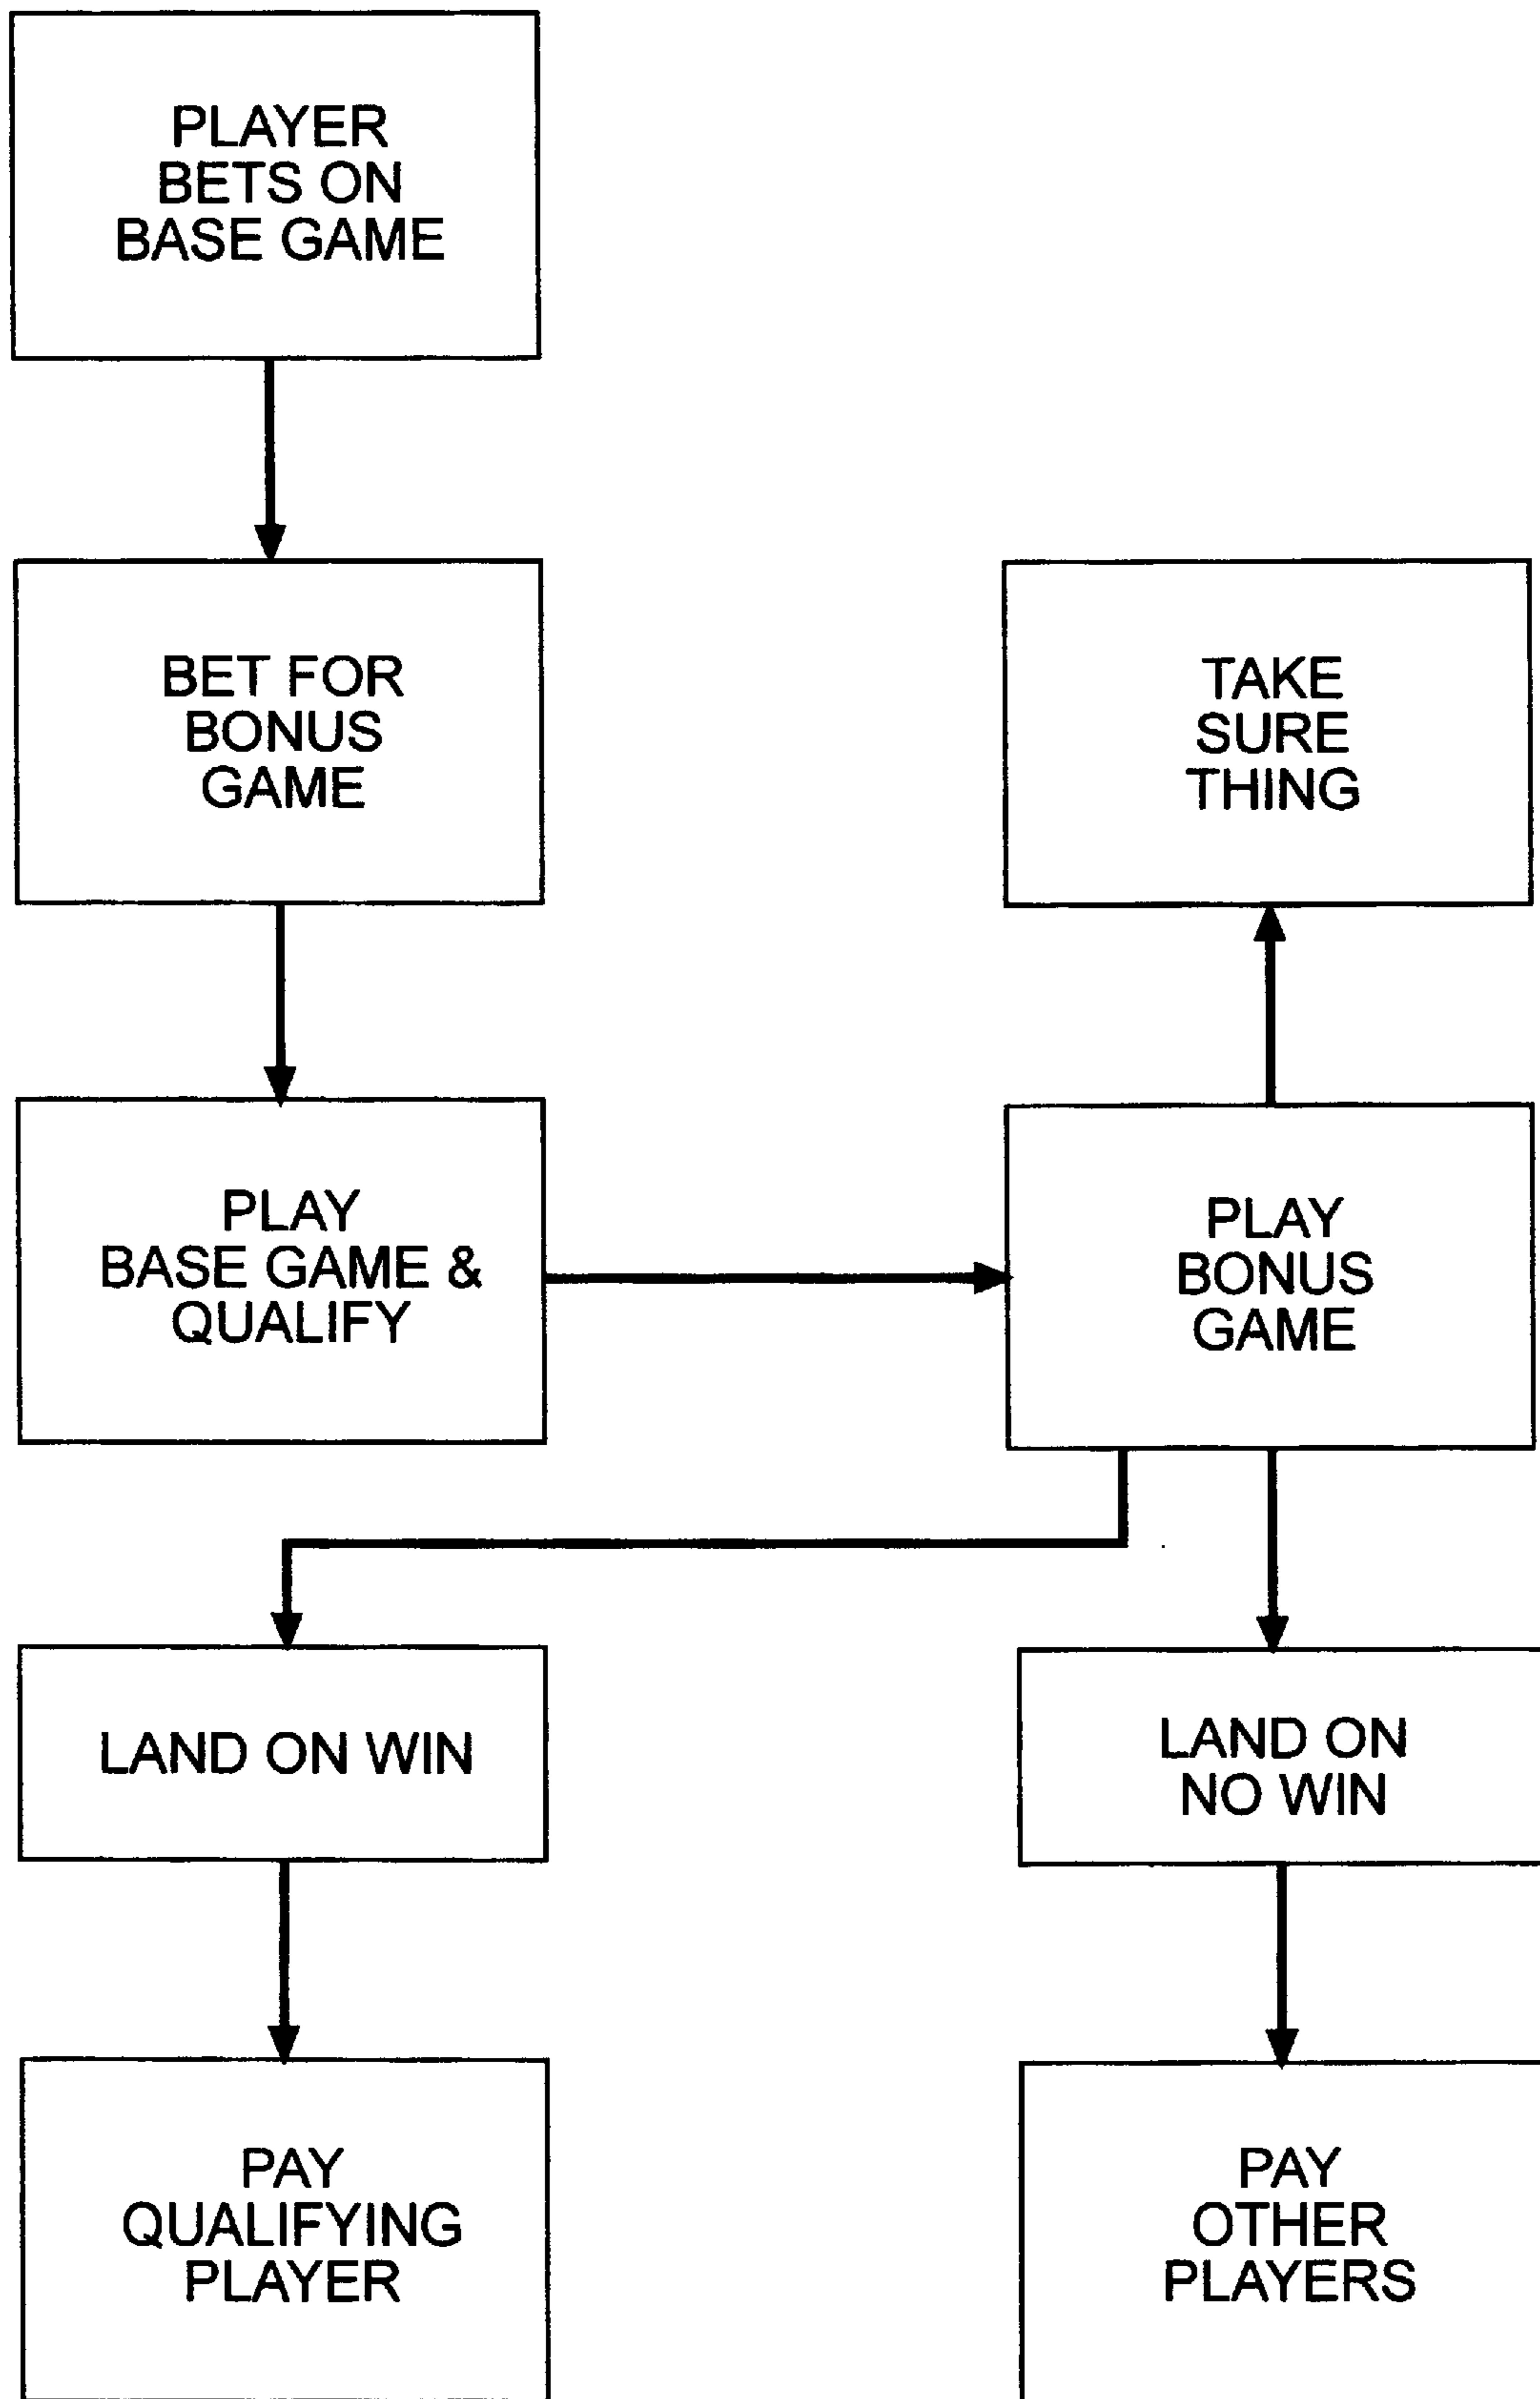 PLAYER
BETS ON
BASE GAME
BET FOR
BONUS
GAME
TAKE
SURE
THING
PLAY
BASE GAME &
QUALIFY
PLAY
BONUS
GAME
LAND ON WIN
LAND ON
NO WIN
PAY
QUALIFYING
PLAYER
PAY
OTHER
PLAYERS